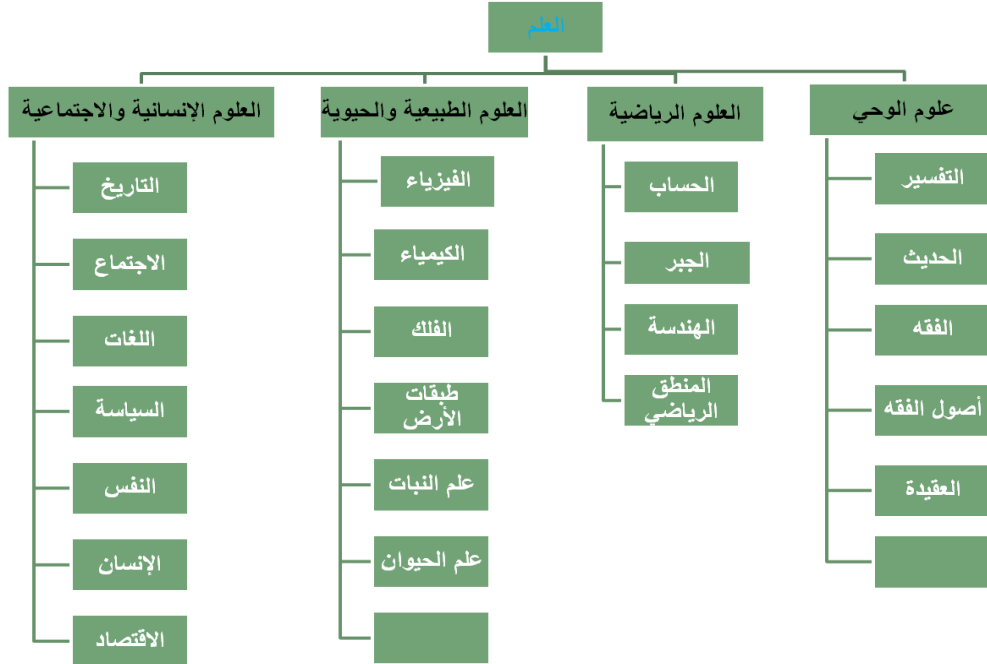 العلم
علوم الوحي
العلوم الرياضية
العلوم الطبيعية والحيوية
العلوم الإنسانية والاجتماعية
التفسير
الحديث
الفقه
أصول الفقه
العقيدة
الحساب
الجبر
الهندسة
المنطق
الرياضي
الفيزياء
الكيمياء
الفلك
طبقات
الأرض
علم النبات
علم الحيوان
التاريخ
الاجتماع
اللغات
السياسة
النفس
الإنسان
الاقتصاد